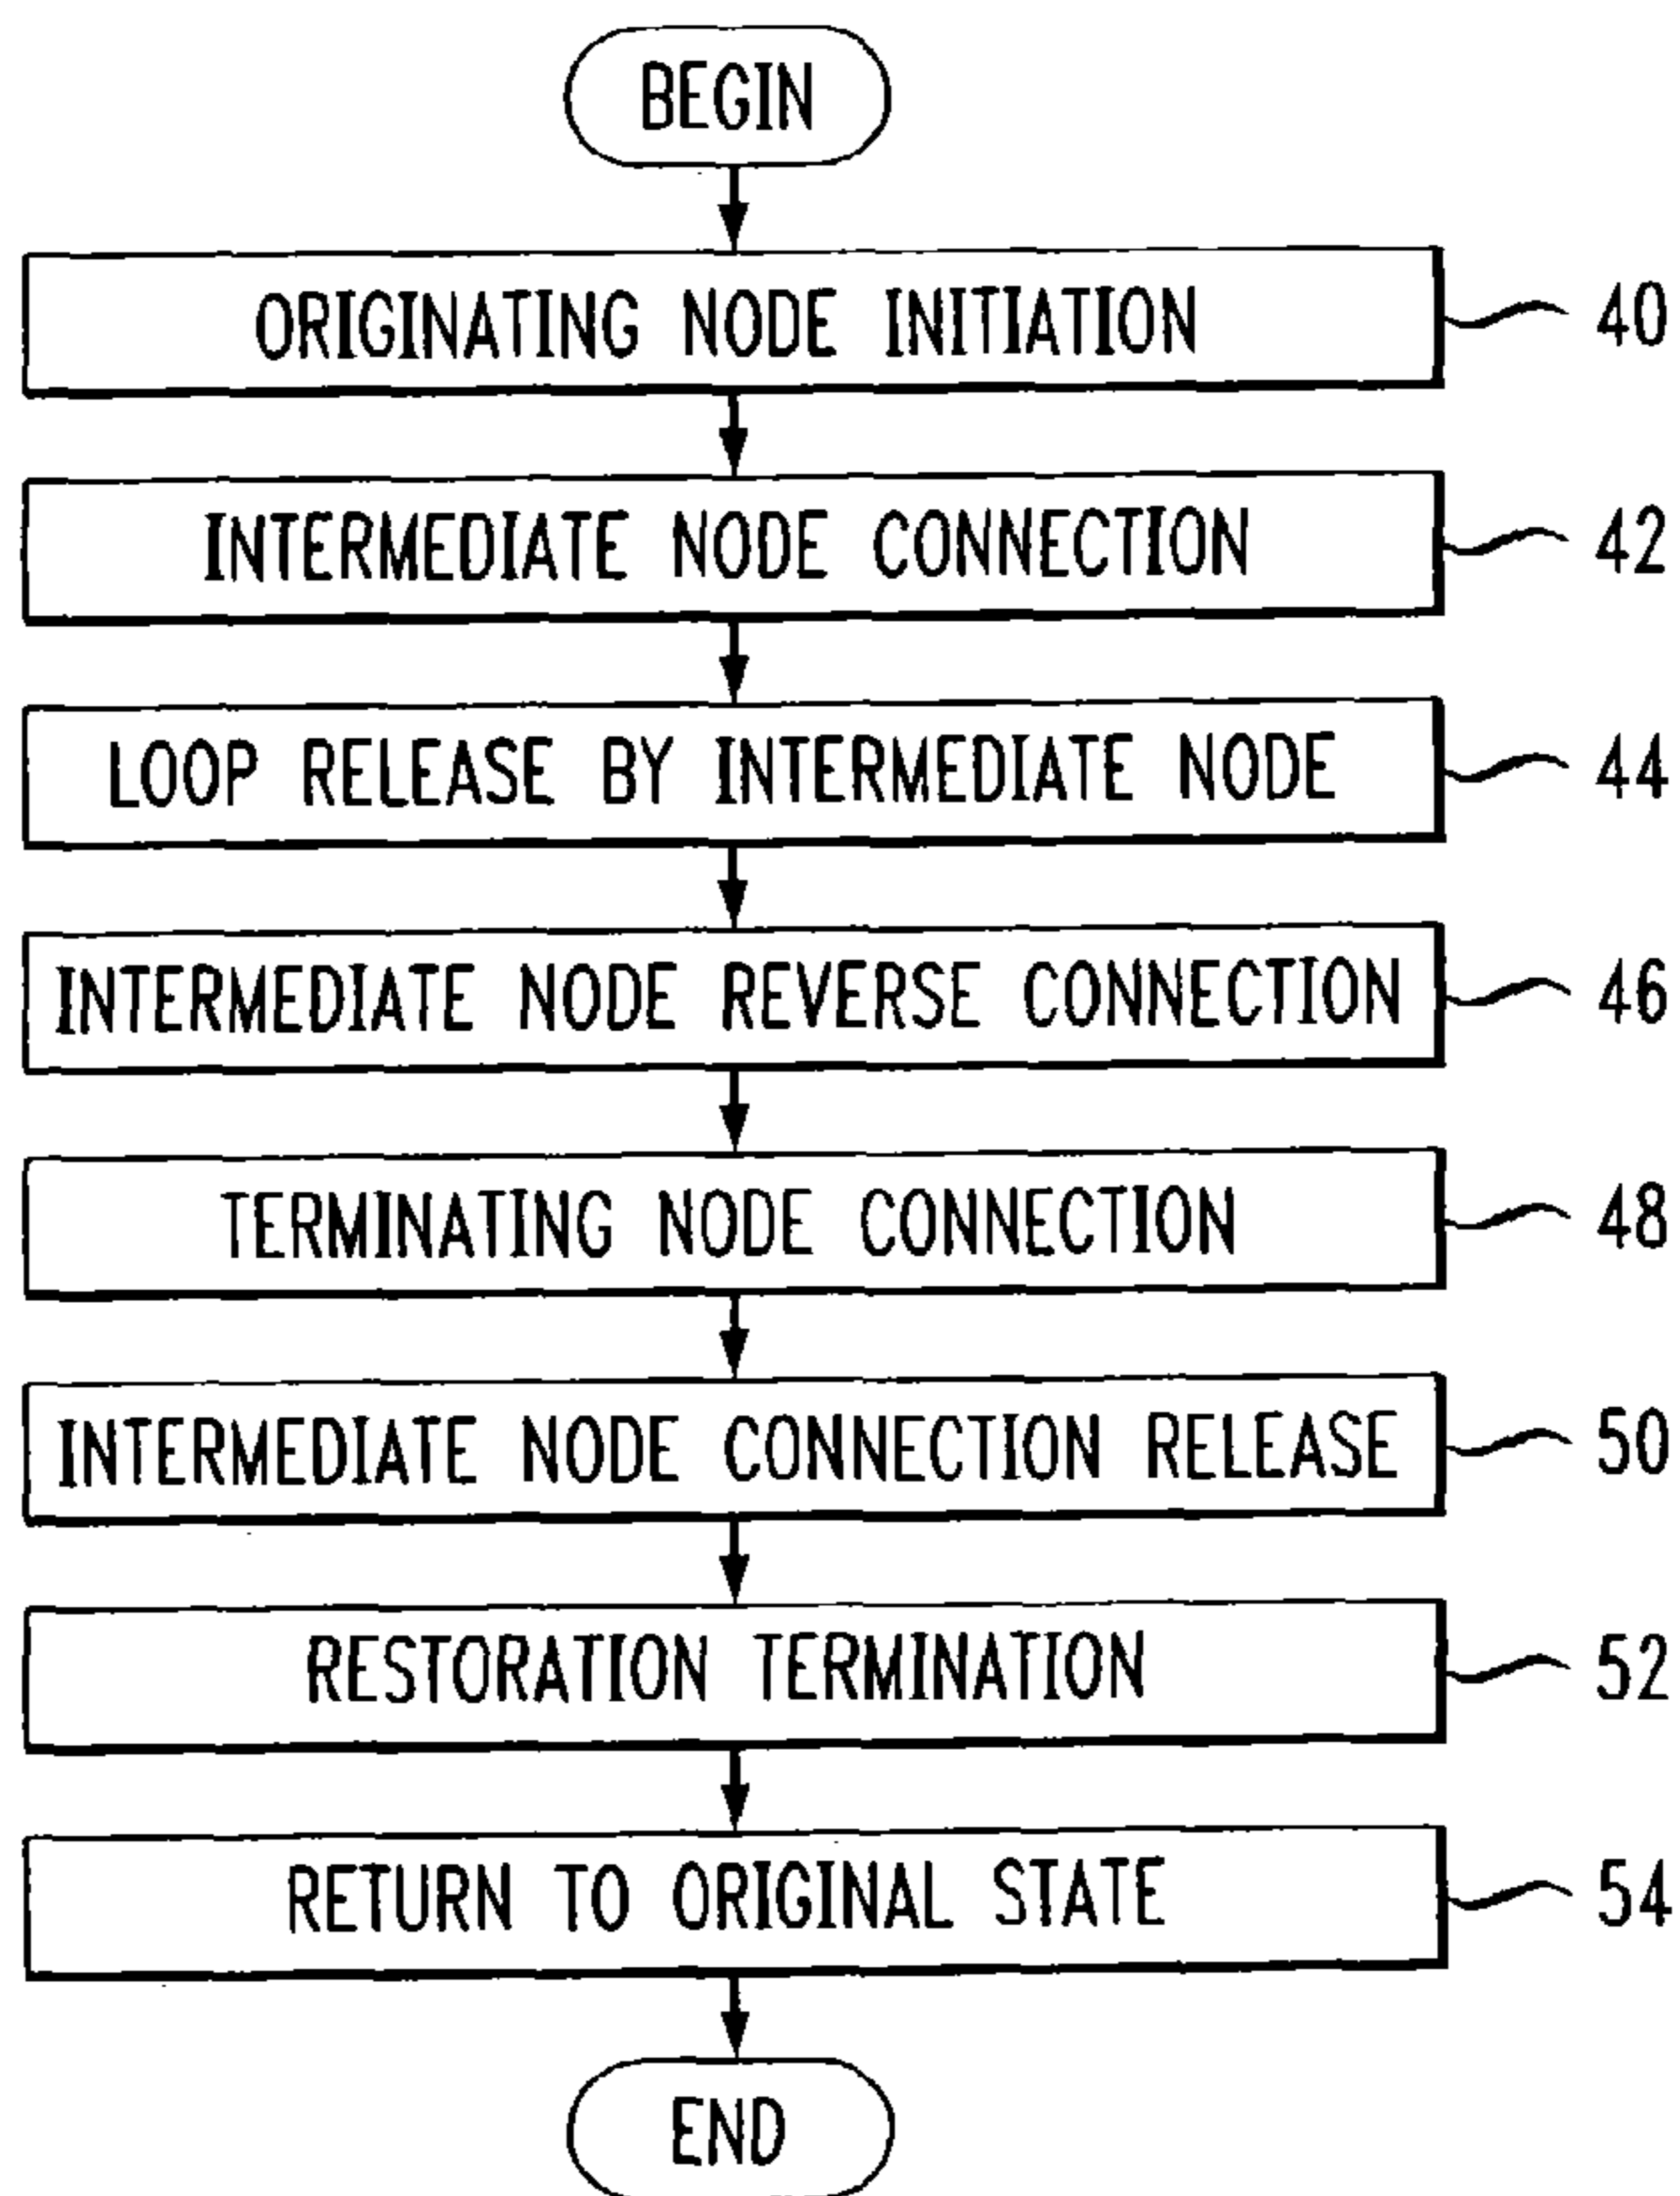 BEGIN
ORIGINATING NODE INITIATION 40
INTERMEDIATE NODE CONNECTION 42
LOOP RELEASE BY INTERMEDIATE NODE 44
INTERMEDIATE NODE REVERSE CONNECTION 46
TERMINATING NODE CONNECTION 48
INTERMEDIATE NODE CONNECTION RELEASE 50
RESTORATION TERMINATION 52
RETURN TO ORIGINAL STATE 54
END